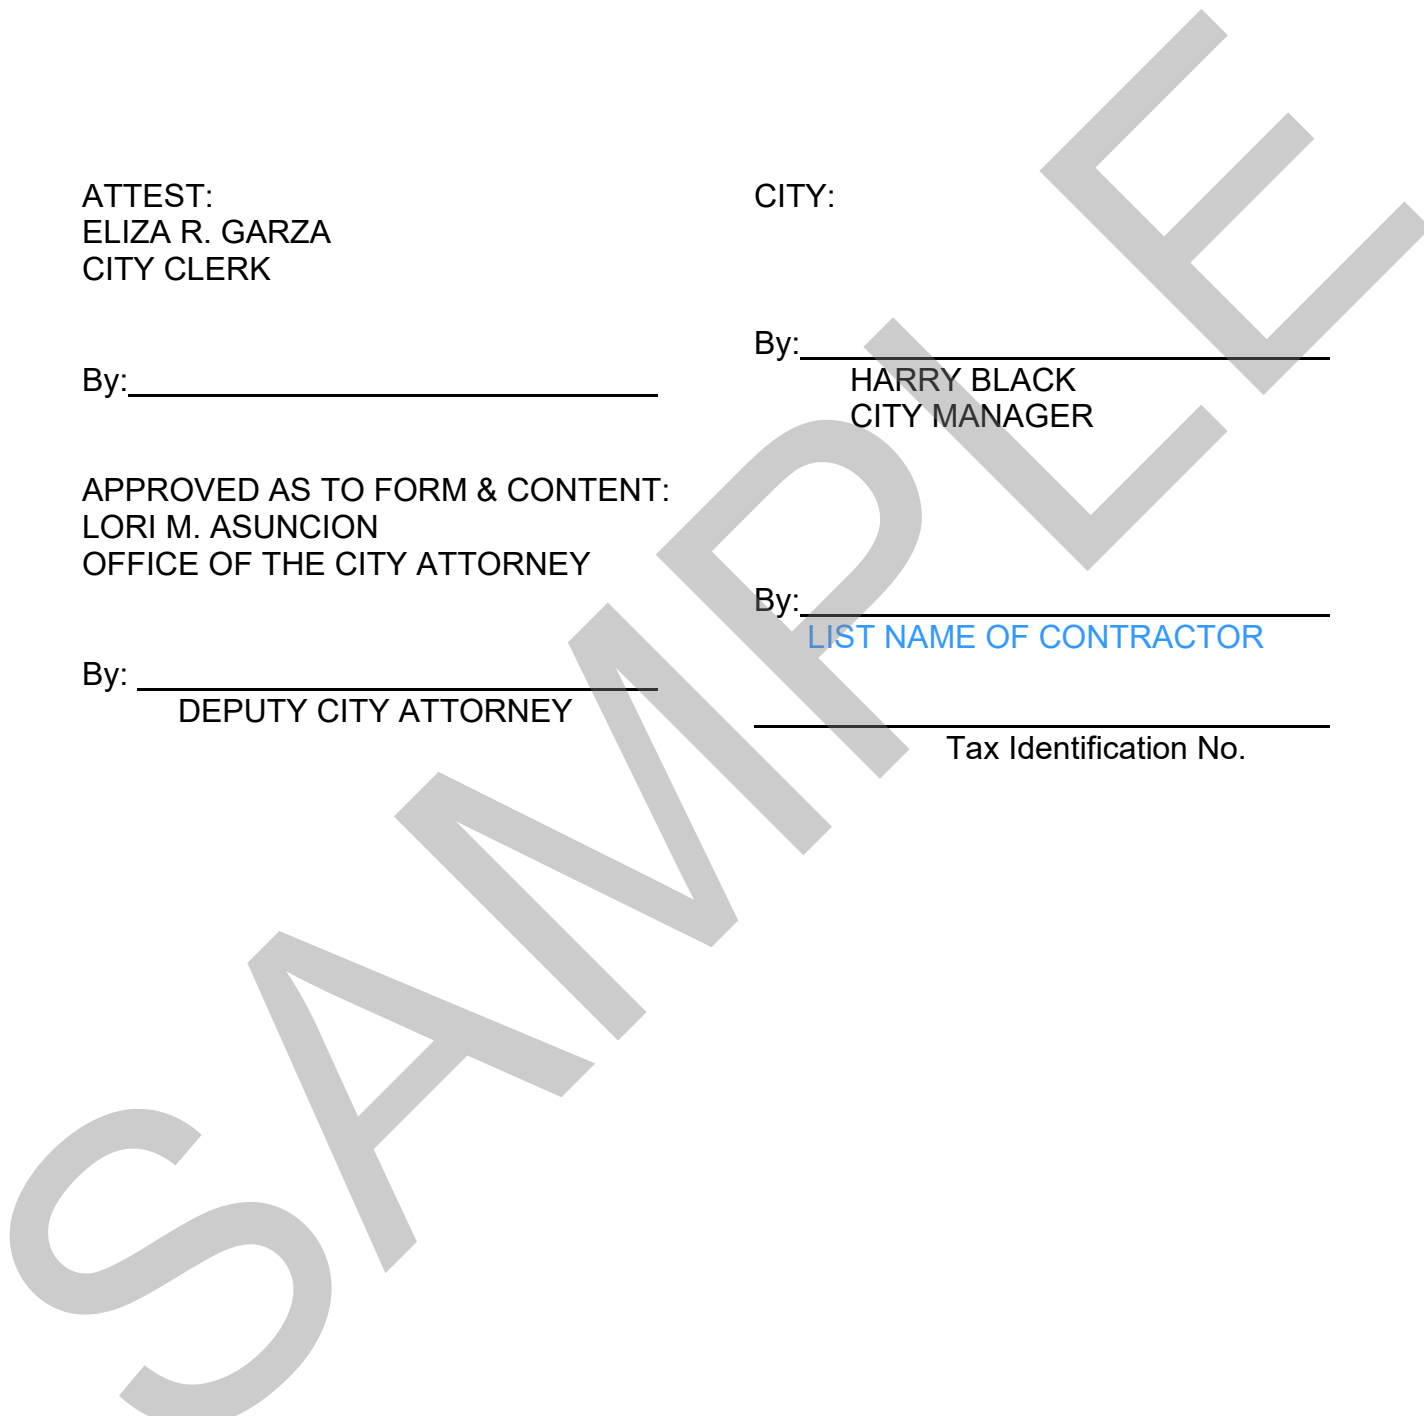 ATTEST:
ELIZA R. GARZA
CITY CLERK
By:
APPROVED AS TO FORM & CONTENT:
LORI M. ASUNCION
OFFICE OF THE CITY ATTORNEY
By:
DEPUTY CITY ATTORNEY
CITY:
By:
HARRY BLACK
CITY MANAGER
By:
LIST NAME OF CONTRACTOR
Tax Identification No.
SAMPLE